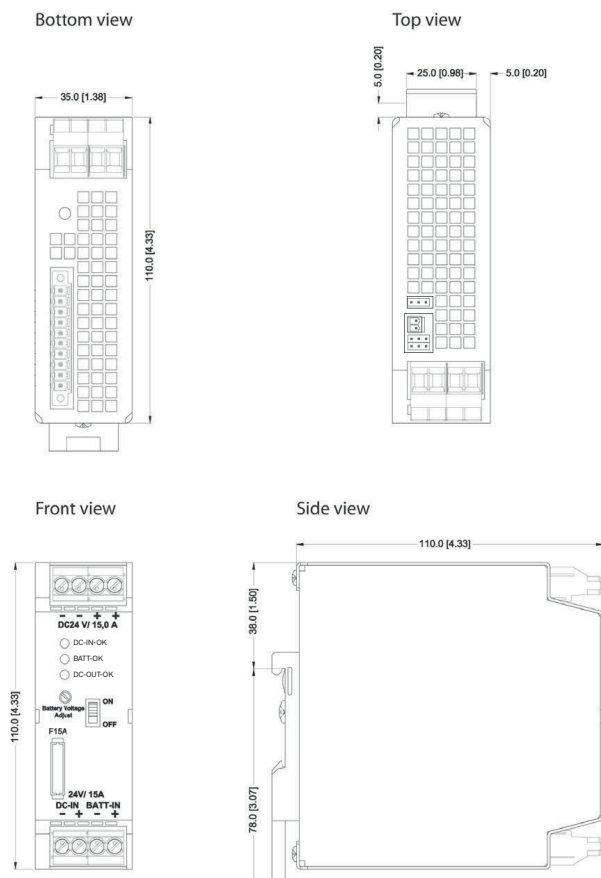 Bottom view
Top view
35.0 [1.38]
110.0 [4.33]
5.0 [0.20]
25.0 [0.98]
5.0 [0.20]
Front view
Side view
110.0 [4.33]
− − + +
DC24 V/ 15,0 A
DC-IN-OK
BATT-OK
DC-OUT-OK
Battery Voltage
Adjust
ON
OFF
F15A
24V/ 15A
DC-IN BATT-IN
− + − +
110.0 [4.33]
38.0 [1.50]
78.0 [3.07]